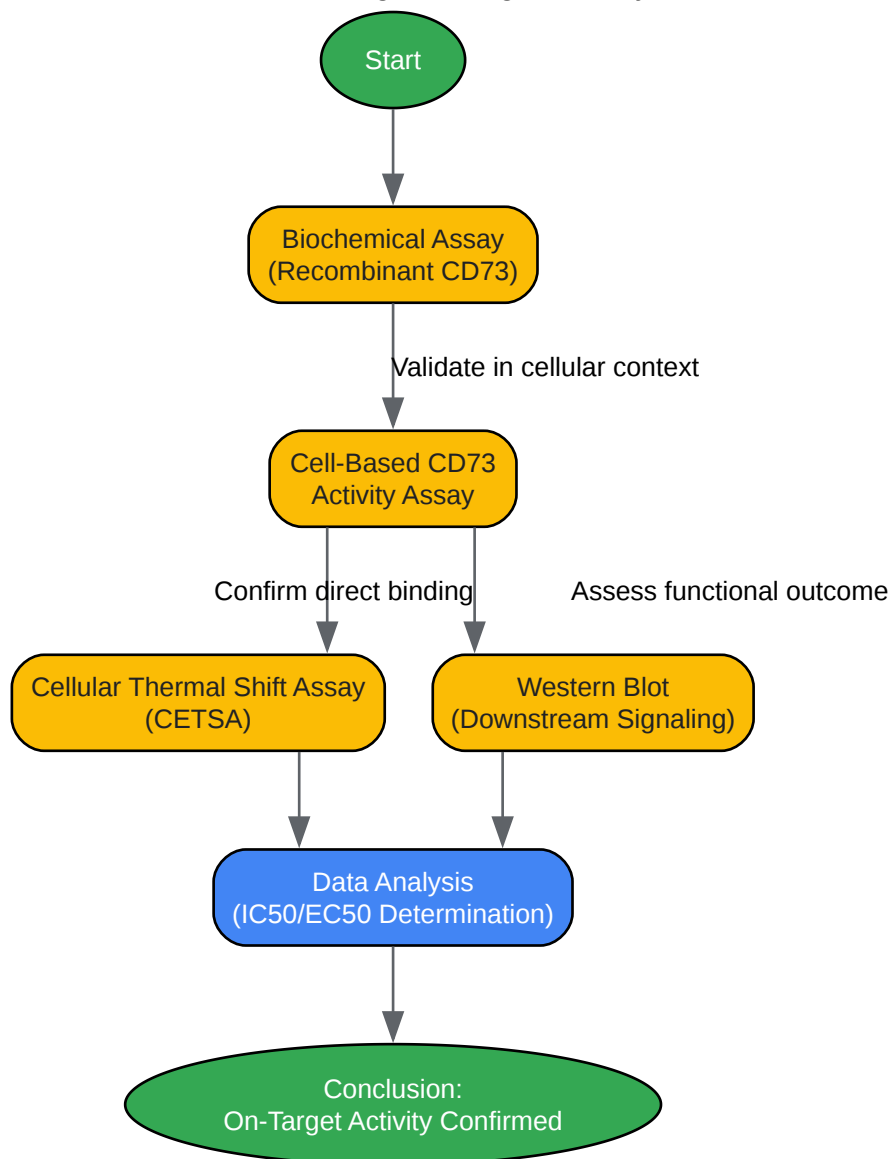 Start
Biochemical Assay
(Recombinant CD73)
Validate in cellular context
Cell-Based CD73
Activity Assay
Confirm direct binding
Assess functional outcome
Cellular Thermal Shift Assay
(CETSA)
Western Blot
(Downstream Signaling)
Data Analysis
(IC50/EC50 Determination)
Conclusion:
On-Target Activity Confirmed